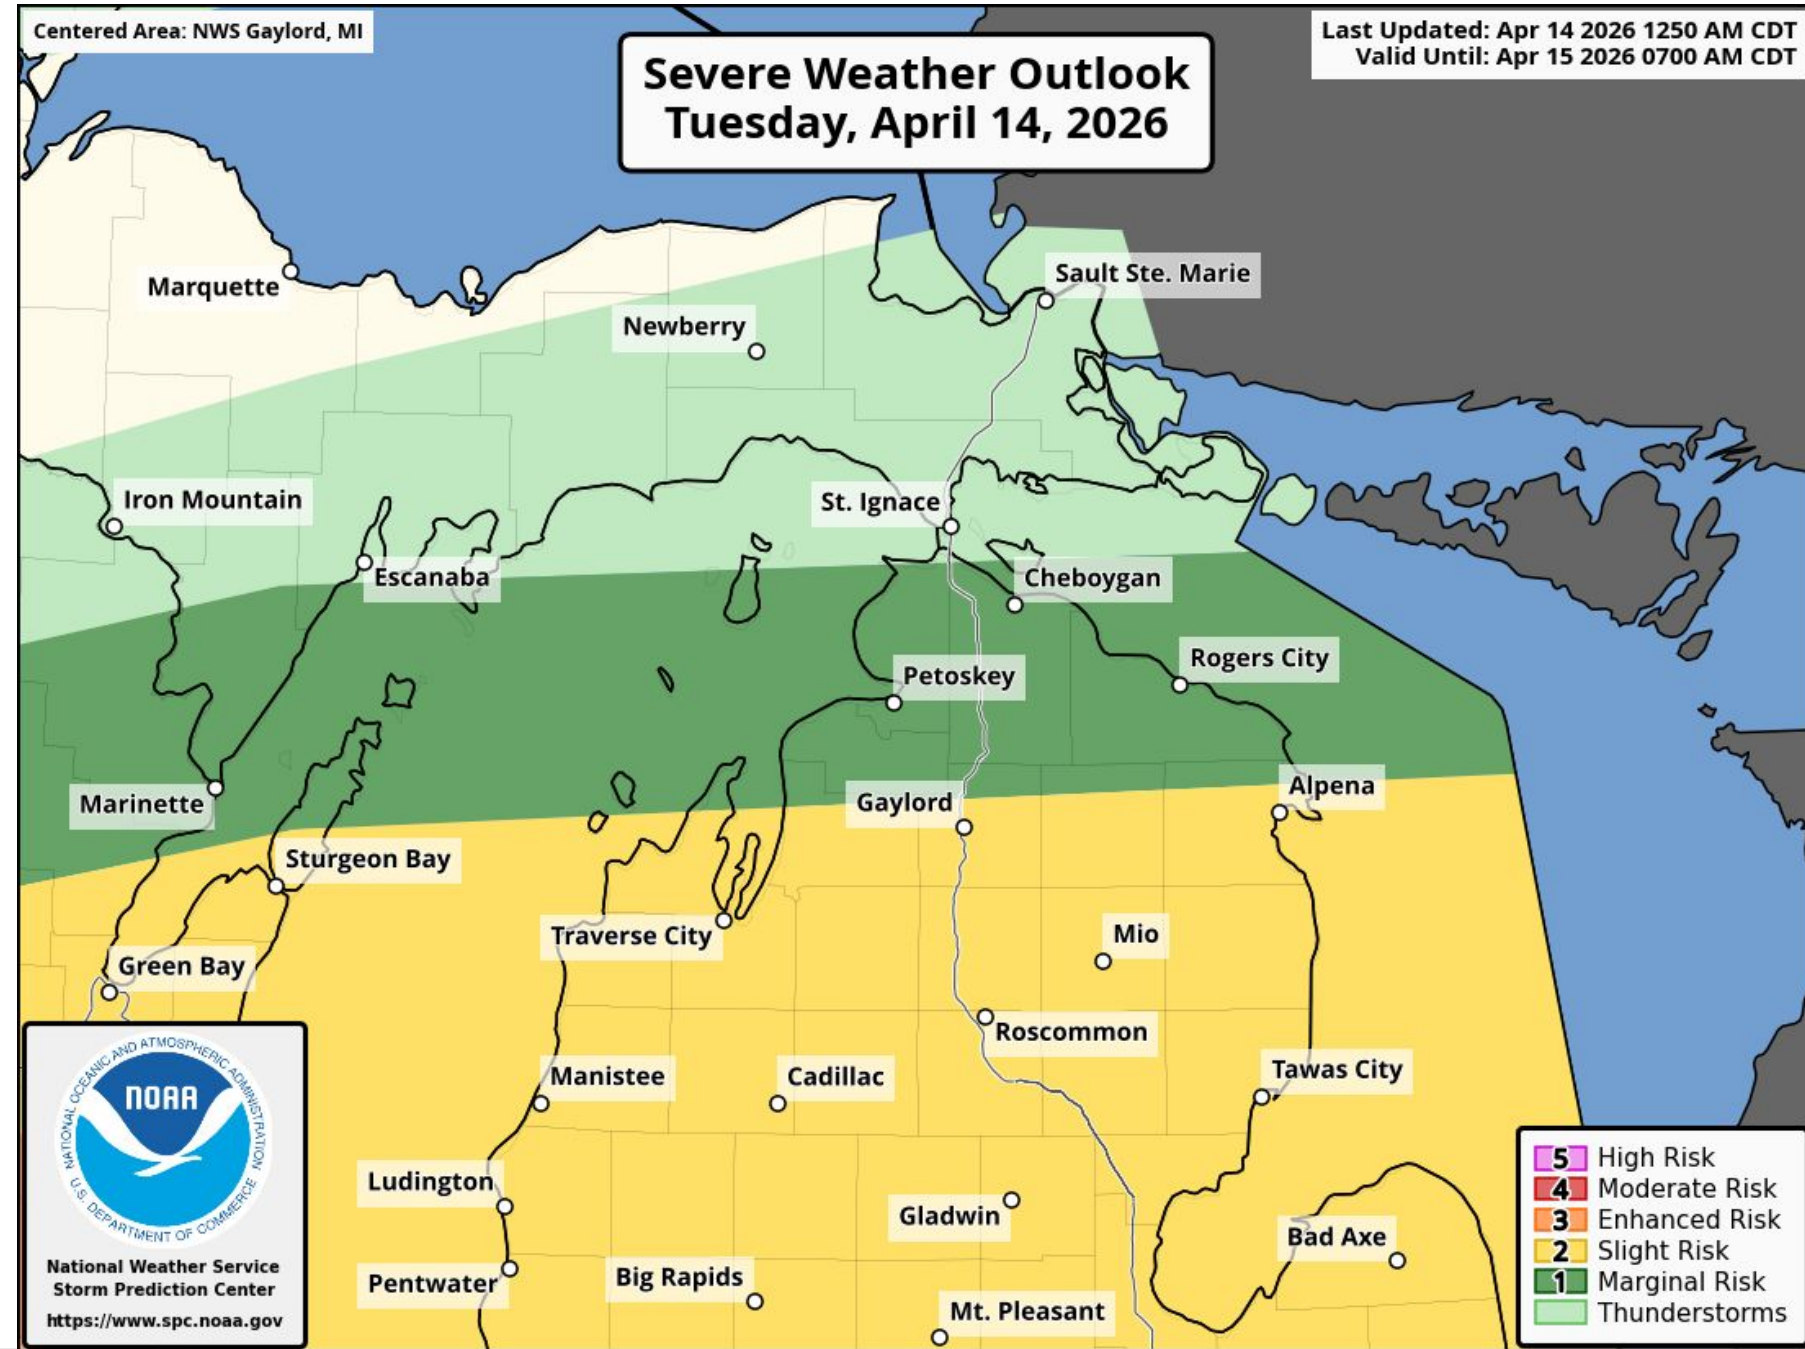 Centered Area: NWS Gaylord, MI
Severe Weather Outlook
Tuesday, April 14, 2026
Last Updated: Apr 14 2026 1250 AM CDT
Valid Until: Apr 15 2026 0700 AM CDT
Marquette
Sault Ste. Marie
Newberry
Iron Mountain
St. Ignace
Escanaba
Cheboygan
Rogers City
Petoskey
Marinette
Gaylord
Alpena
Sturgeon Bay
Traverse City
Mio
Green Bay
Roscommon
Manistee
Cadillac
Tawas City
Ludington
Gladwin
Bad Axe
Pentwater
Big Rapids
Mt. Pleasant
NATIONAL OCEANIC AND ATMOSPHERIC ADMINISTRATION
NOAA
U.S. DEPARTMENT OF COMMERCE
National Weather Service
Storm Prediction Center
https://www.spc.noaa.gov
5 High Risk
4 Moderate Risk
3 Enhanced Risk
2 Slight Risk
1 Marginal Risk
Thunderstorms